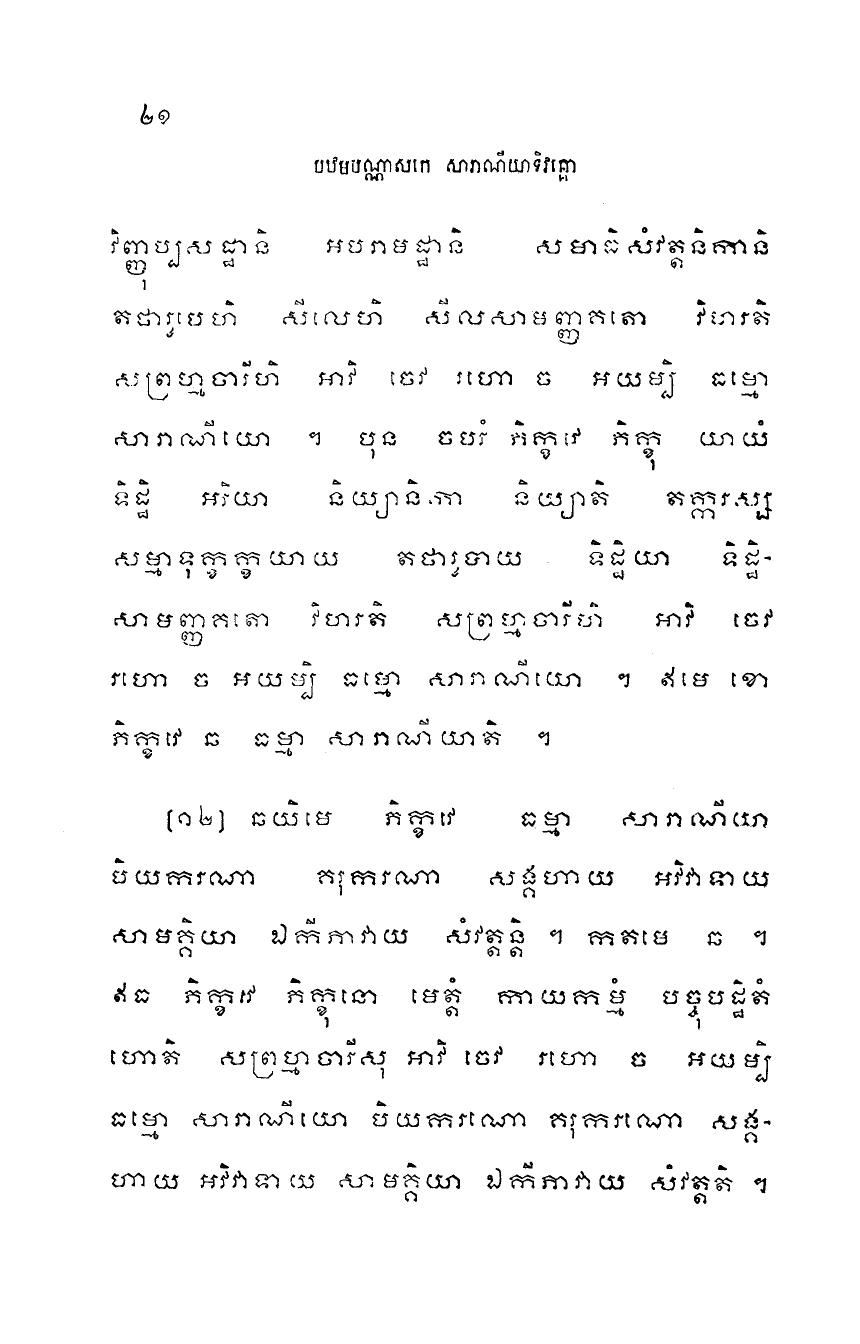 ២១
បឋមបណ្ណាសកេ សារាណីយាទិវគ្គោ
វិញ្ញុប្បសដ្ឋានិ អបរាមដ្ឋានិ សមាធិសំវត្តនិកានិ
តថារូបេហិ សីលេហិ សីលសាមញ្ញគតោ វិហរតិ
សព្រហ្មចារីហិ អាវិ ចេវ រហោ ច អយម្បិ ធម្មោ
សារាណីយោ ។ បុន ចបរំ ភិក្ខវេ ភិក្ខុ យាយំ
ទិដ្ឋិ អរិយា និយ្យានិកា និយ្យាតិ តក្ករស្ស
សម្មាទុក្ខក្ខយាយ តថារូបាយ ទិដ្ឋិយា ទិដ្ឋិ-
សាមញ្ញគតោ វិហរតិ សព្រហ្មចារីហិ អាវិ ចេវ
រហោ ច អយម្បិ ធម្មោ សារាណីយោ ។ ឥមេ ខោ
ភិក្ខវេ ឆ ធម្មា សារាណីយាតិ ។
[១២] ឆយិមេ ភិក្ខវេ ធម្មា សារាណីយា
បិយករណា គរុករណា សង្គហាយ អវិវាទាយ
សាមគ្គិយា ឯកីភាវាយ សំវត្តន្តិ ។ កតមេ ឆ ។
ឥធ ភិក្ខវេ ភិក្ខុនោ មេត្តំ កាយកម្មំ បច្ចុបដ្ឋិតំ
ហោតិ សព្រហ្មចារីសុ អាវិ ចេវ រហោ ច អយម្បិ
ធម្មោ សារាណីយោ បិយករណោ គរុករណោ សង្គ-
ហាយ អវិវាទាយ សាមគ្គិយា ឯកីភាវាយ សំវត្តតិ ។